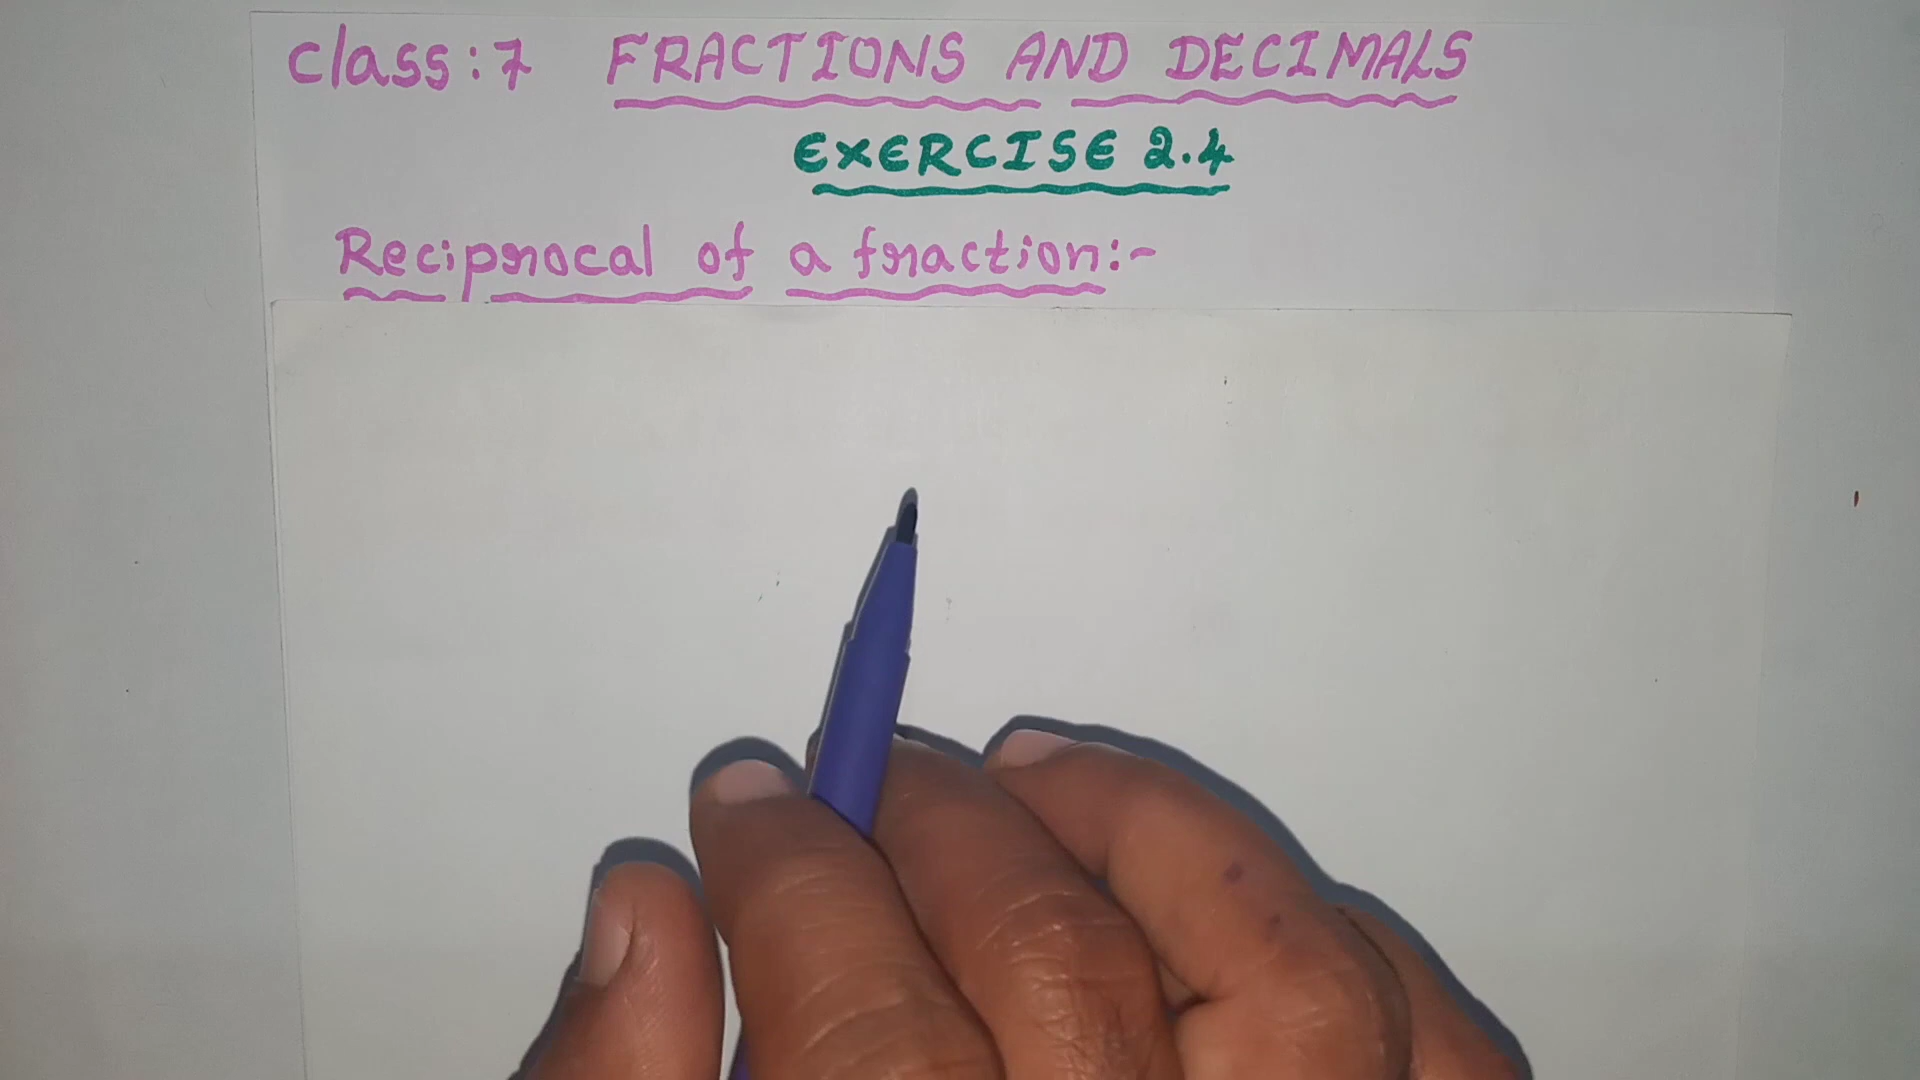 class:7 FRACTIONS AND DECIMALS
EXERCISE 2.4
Reciprocal of a fraction:-